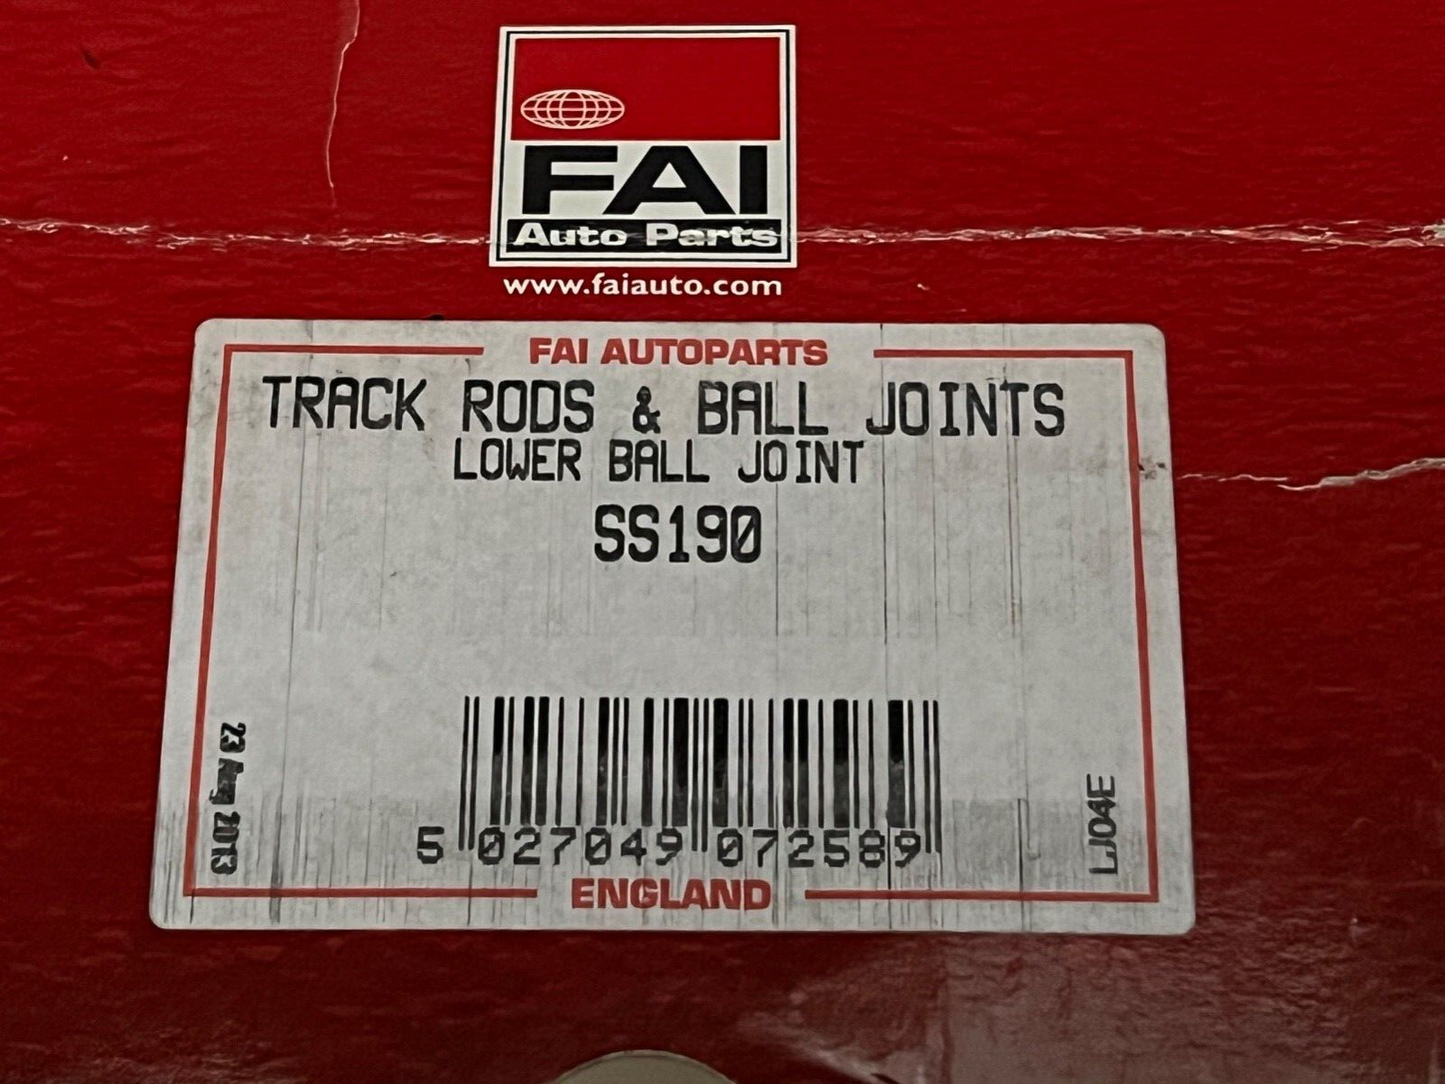 FAI
Auto Parts
www.faiauto.com
FAI AUTOPARTS
TRACK RODS & BALL JOINTS
LOWER BALL JOINT
SS190
23 Aug 2013
LJ04E
5 027049 072589
ENGLAND